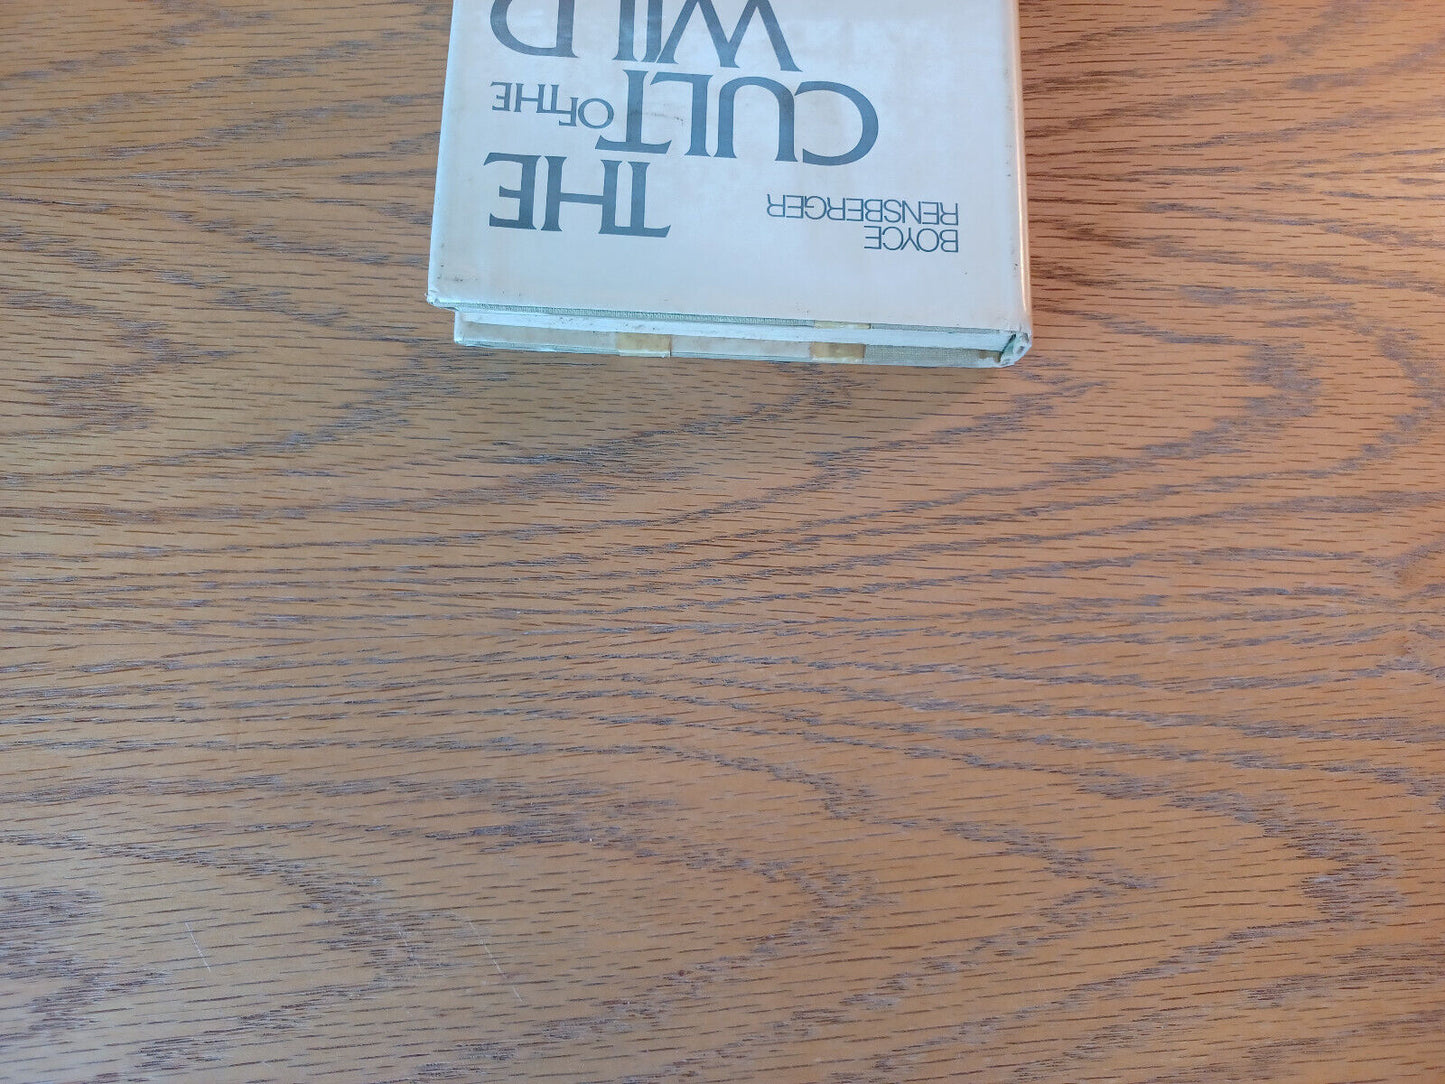 BOYCE
RENSBERGER
THE
CULT OF THE
WILD